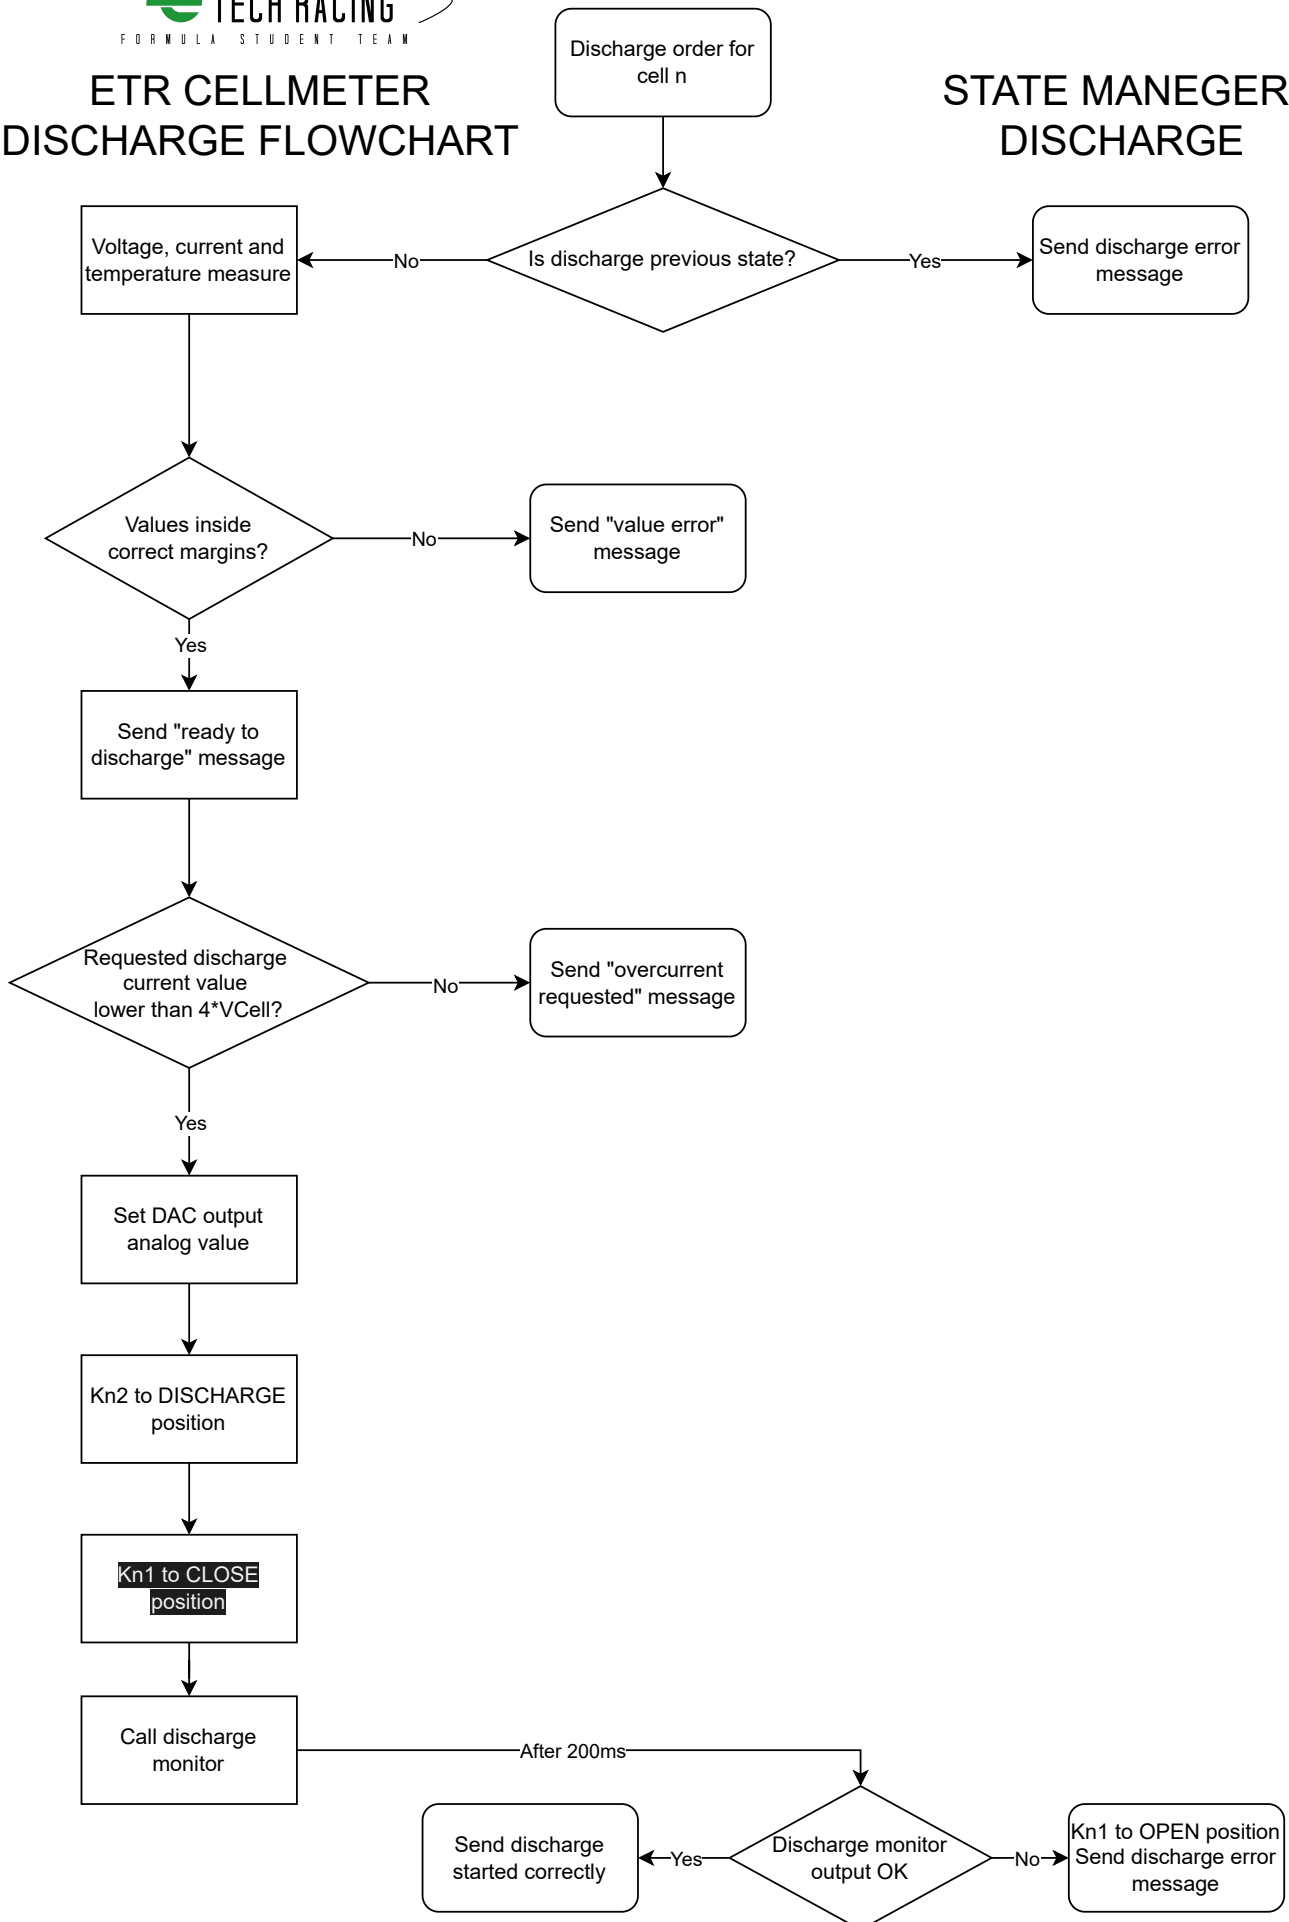 TECH RACING
FORMULA STUDENT TEAM
ETR CELLMETER
DISCHARGE FLOWCHART
STATE MANEGER
DISCHARGE
Discharge order for
cell n
Is discharge previous state?
No
Yes
Voltage, current and
temperature measure
Send discharge error
message
Values inside
correct margins?
No
Send "value error"
message
Yes
Send "ready to
discharge" message
Requested discharge
current value
lower than 4*VCell?
No
Send "overcurrent
requested" message
Yes
Set DAC output
analog value
Kn2 to DISCHARGE
position
Kn1 to CLOSE
position
Call discharge
monitor
After 200ms
Discharge monitor
output OK
Yes
Send discharge
started correctly
No
Kn1 to OPEN position
Send discharge error
message